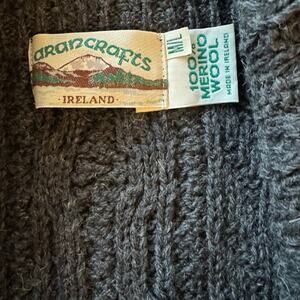 arancrafts
· IRELAND ·
M/L
100%
MERINO
WOOL
MADE IN IRELAND